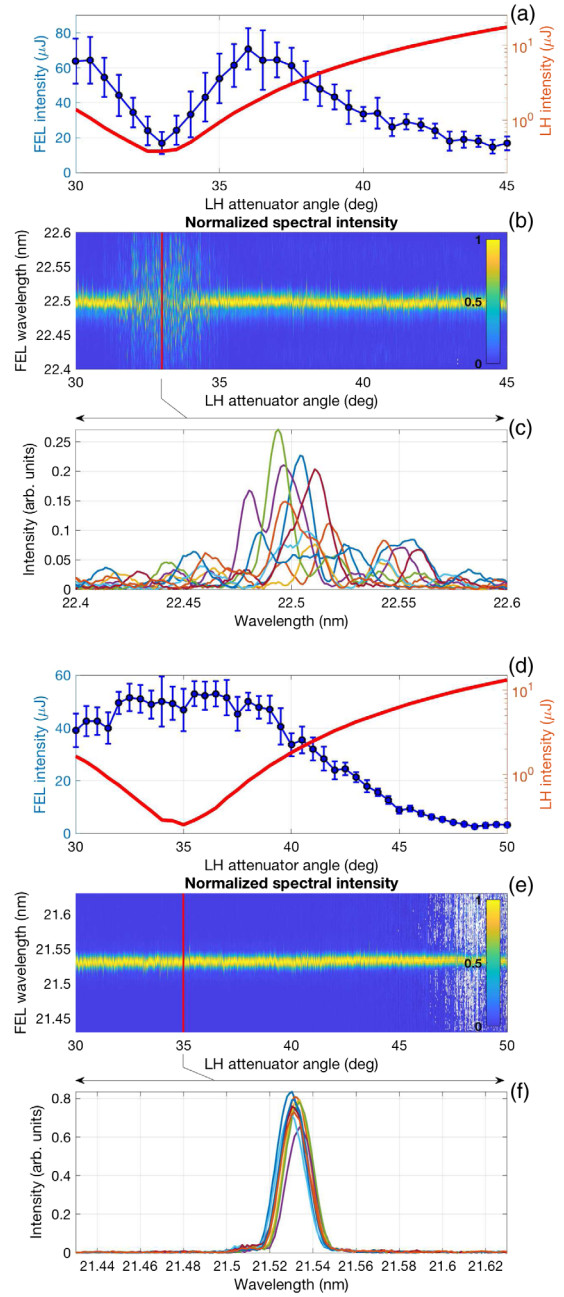 (a)
80
60
40
20
0
FEL intensity (μJ)
10¹
10⁰
LH intensity (μJ)
30 35 40 45
LH attenuator angle (deg)
Normalized spectral intensity
(b)
22.6
22.55
22.5
22.45
22.4
FEL wavelength (nm)
1
0.5
0
30 35 40 45
LH attenuator angle (deg)
(c)
0.25
0.2
0.15
0.1
0.05
0
Intensity (arb. units)
22.4 22.45 22.5 22.55 22.6
Wavelength (nm)
(d)
60
40
20
0
FEL intensity (μJ)
10¹
10⁰
LH intensity (μJ)
30 35 40 45 50
LH attenuator angle (deg)
Normalized spectral intensity
(e)
21.6
21.55
21.5
21.45
FEL wavelength (nm)
1
0.5
0
30 35 40 45 50
LH attenuator angle (deg)
(f)
0.8
0.6
0.4
0.2
0
Intensity (arb. units)
21.44 21.46 21.48 21.5 21.52 21.54 21.56 21.58 21.6 21.62
Wavelength (nm)